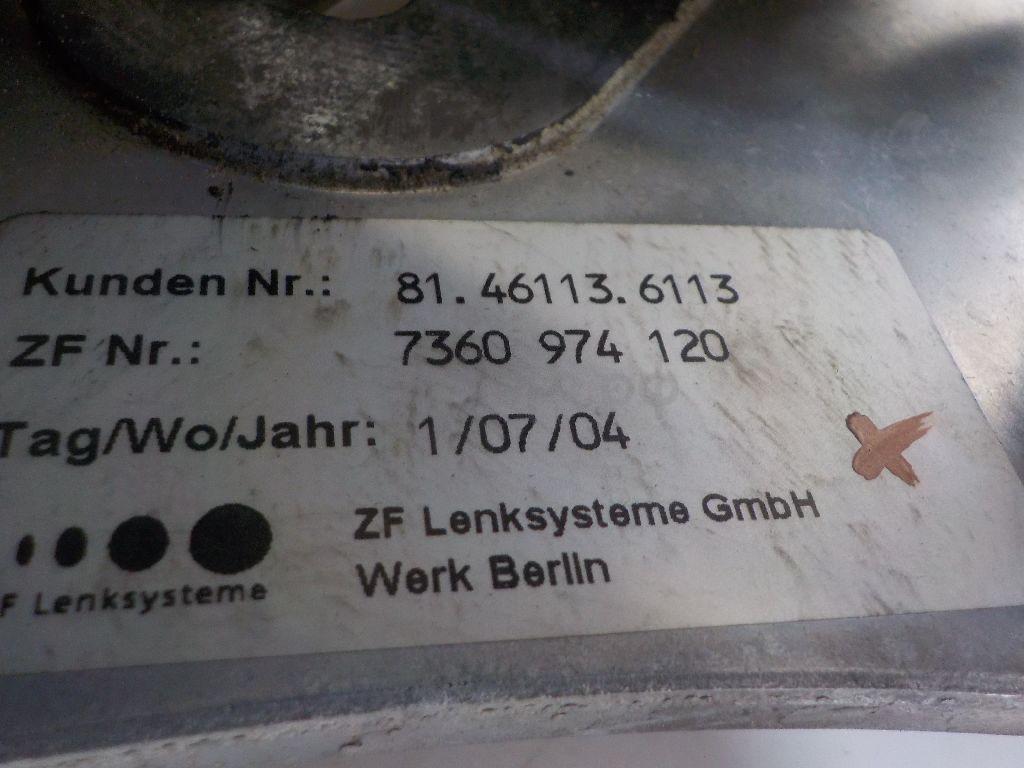 Kunden Nr.: 81.46113.6113
ZF Nr.: 7360 974 120
Tag/Wo/Jahr: 1/07/04
ZF Lenksysteme GmbH
Werk Berlin
F Lenksysteme